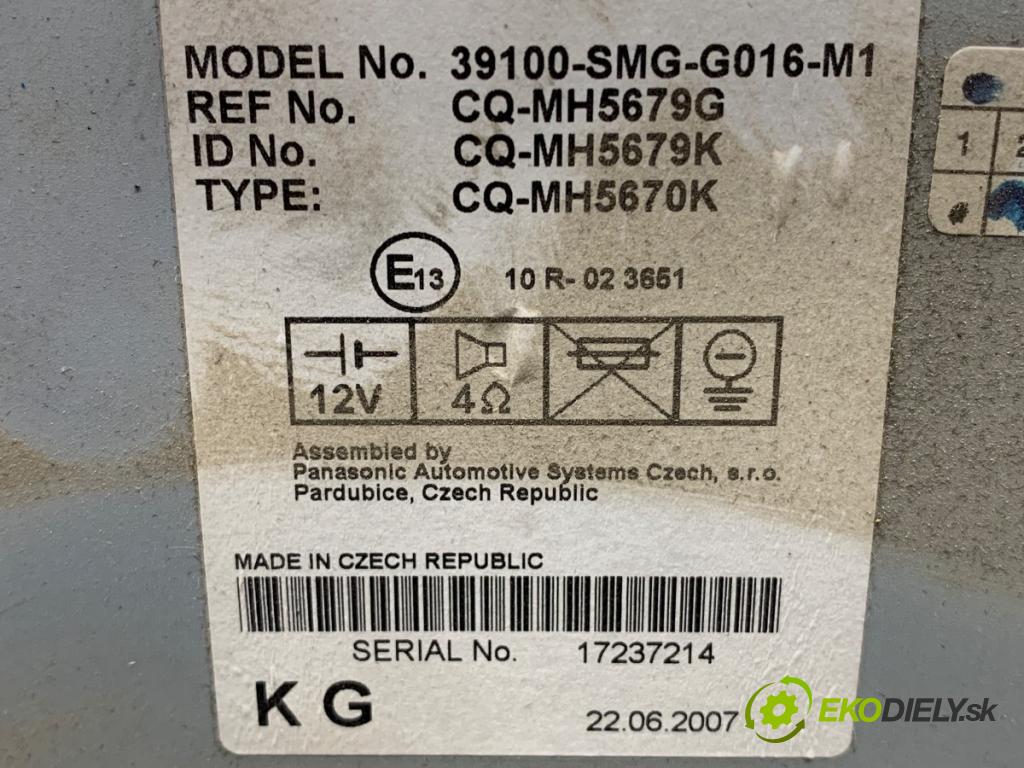 MODEL No. 39100-SMG-G016-M1
REF No. CQ-MH5679G
ID No. CQ-MH5679K
TYPE: CQ-MH5670K
E13 10 R- 02 3651
12V 4Ω
Assembled by
Panasonic Automotive Systems Czech, s.r.o.
Pardubice, Czech Republic
MADE IN CZECH REPUBLIC
SERIAL No. 17237214
K G 22.06.2007
1 2
EKODIELY.sk